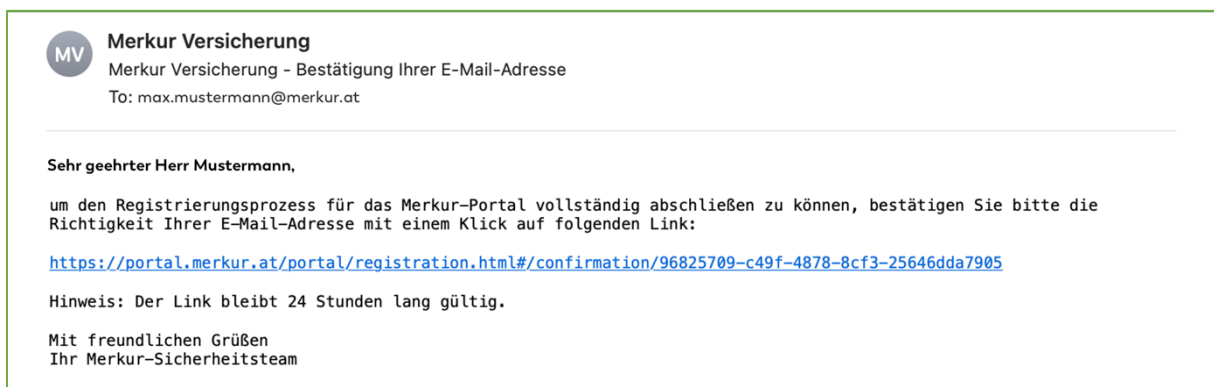 MV
Merkur Versicherung
Merkur Versicherung - Bestätigung Ihrer E-Mail-Adresse
To: max.mustermann@merkur.at
Sehr geehrter Herr Mustermann,
um den Registrierungsprozess für das Merkur-Portal vollständig abschließen zu können, bestätigen Sie bitte die
Richtigkeit Ihrer E-Mail-Adresse mit einem Klick auf folgenden Link:
https://portal.merkur.at/portal/registration.html#/confirmation/96825709-c49f-4878-8cf3-25646dda7905
Hinweis: Der Link bleibt 24 Stunden lang gültig.
Mit freundlichen Grüßen
Ihr Merkur-Sicherheitsteam